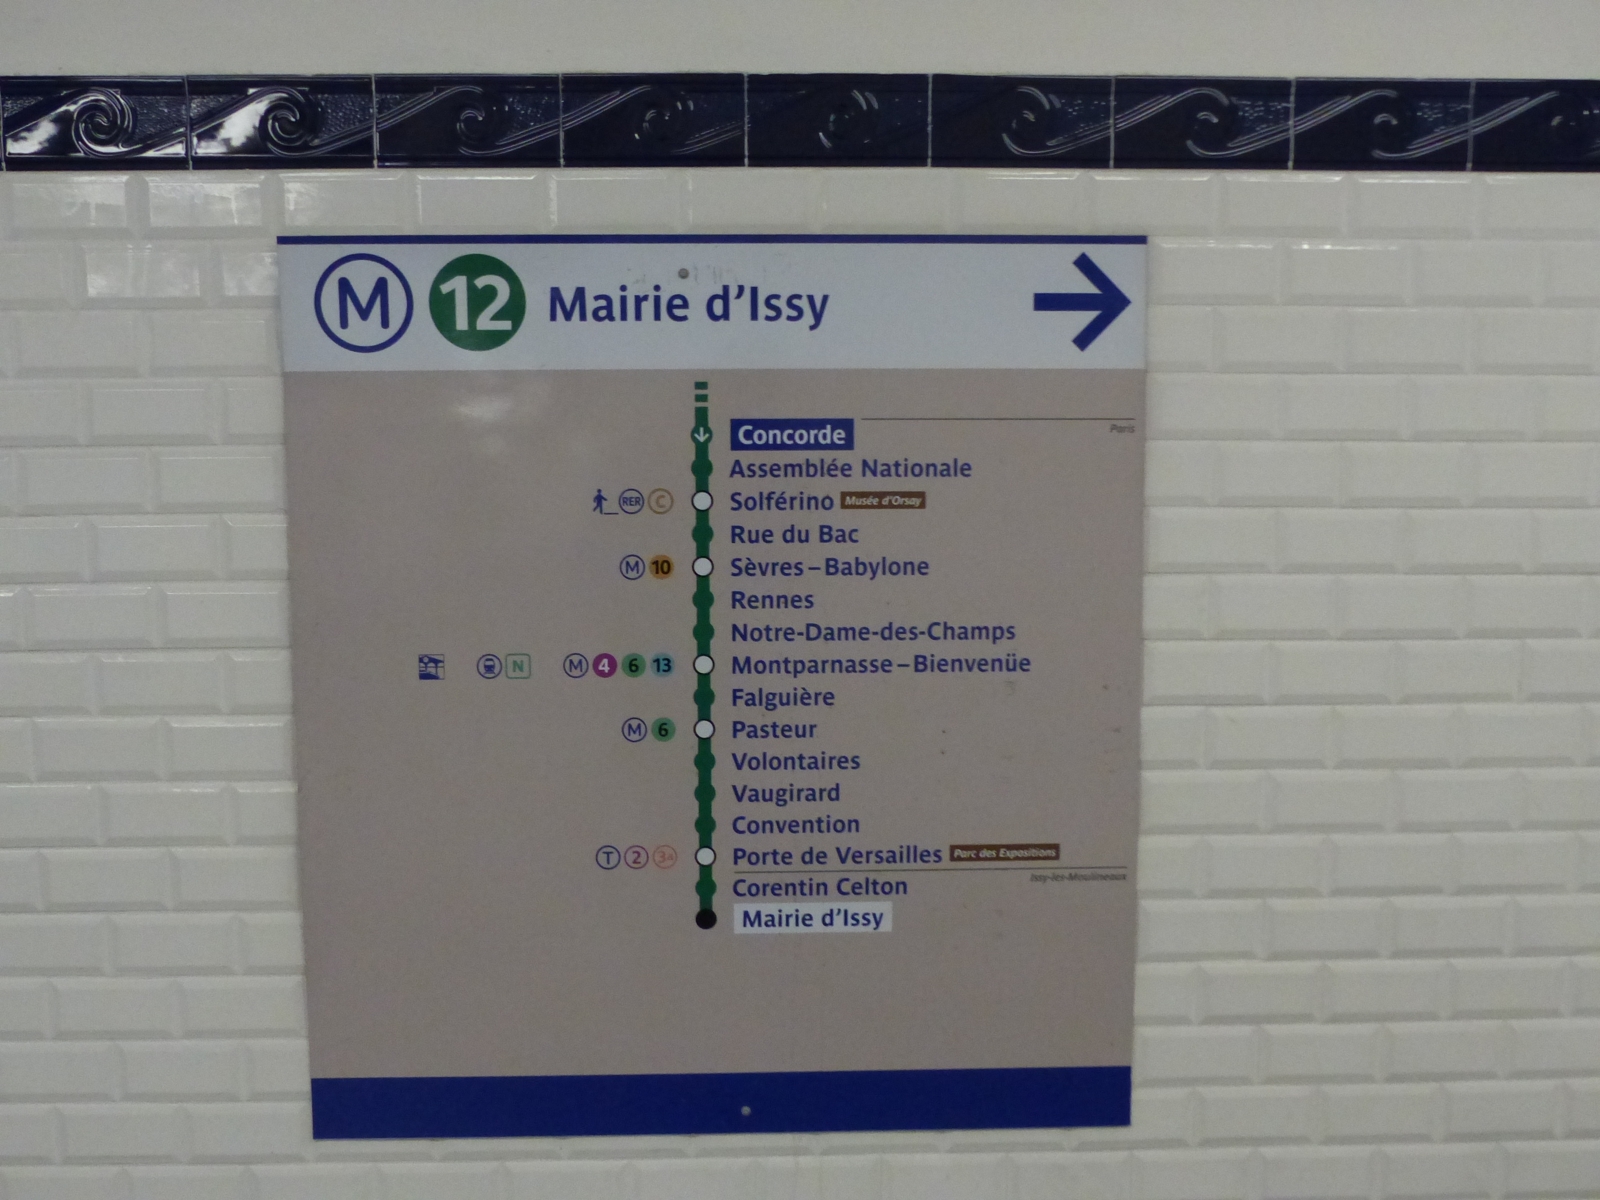 M 12 Mairie d'Issy
Concorde
Paris
Assemblée Nationale
RER C Solférino Musée d'Orsay
Rue du Bac
M 10 Sèvres – Babylone
Rennes
Notre-Dame-des-Champs
N M 4 6 13 Montparnasse – Bienvenüe
Falguière
M 6 Pasteur
Volontaires
Vaugirard
Convention
T 2 3a Porte de Versailles Parc des Expositions
Issy-les-Moulineaux
Corentin Celton
Mairie d'Issy